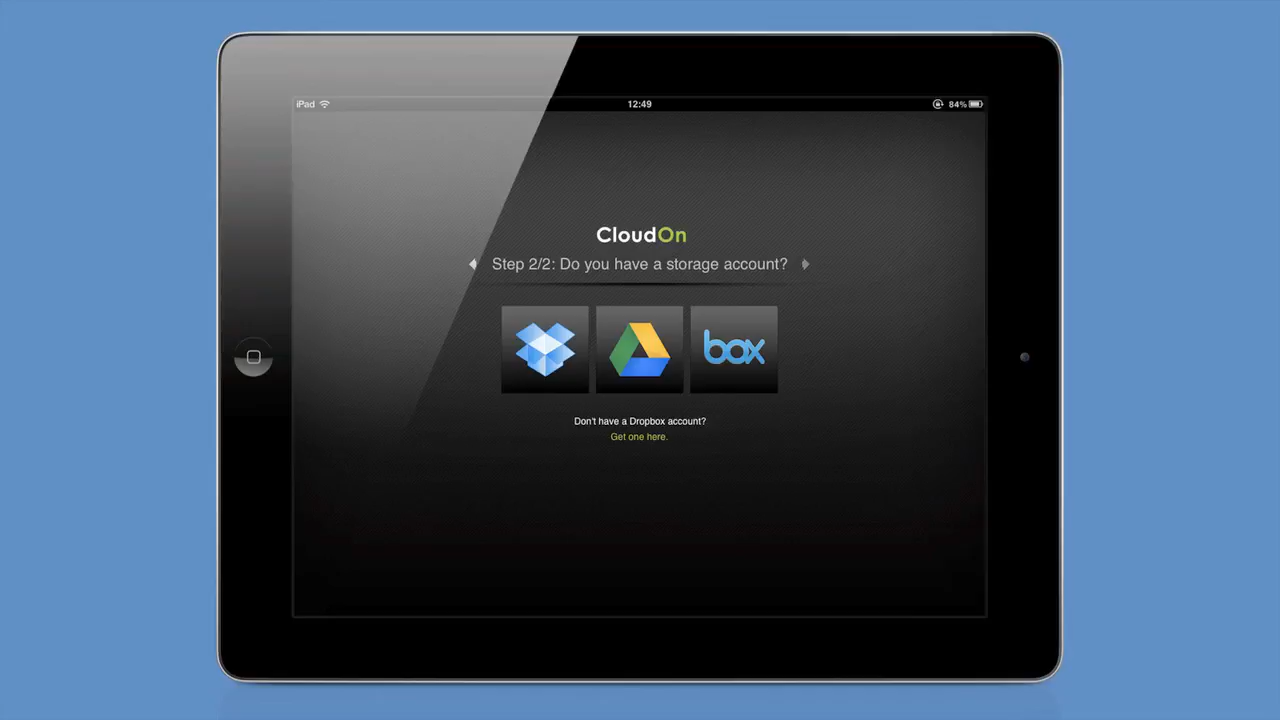 iPad
12:49
84%
CloudOn
Step 2/2: Do you have a storage account?
box
Don't have a Dropbox account?
Get one here.